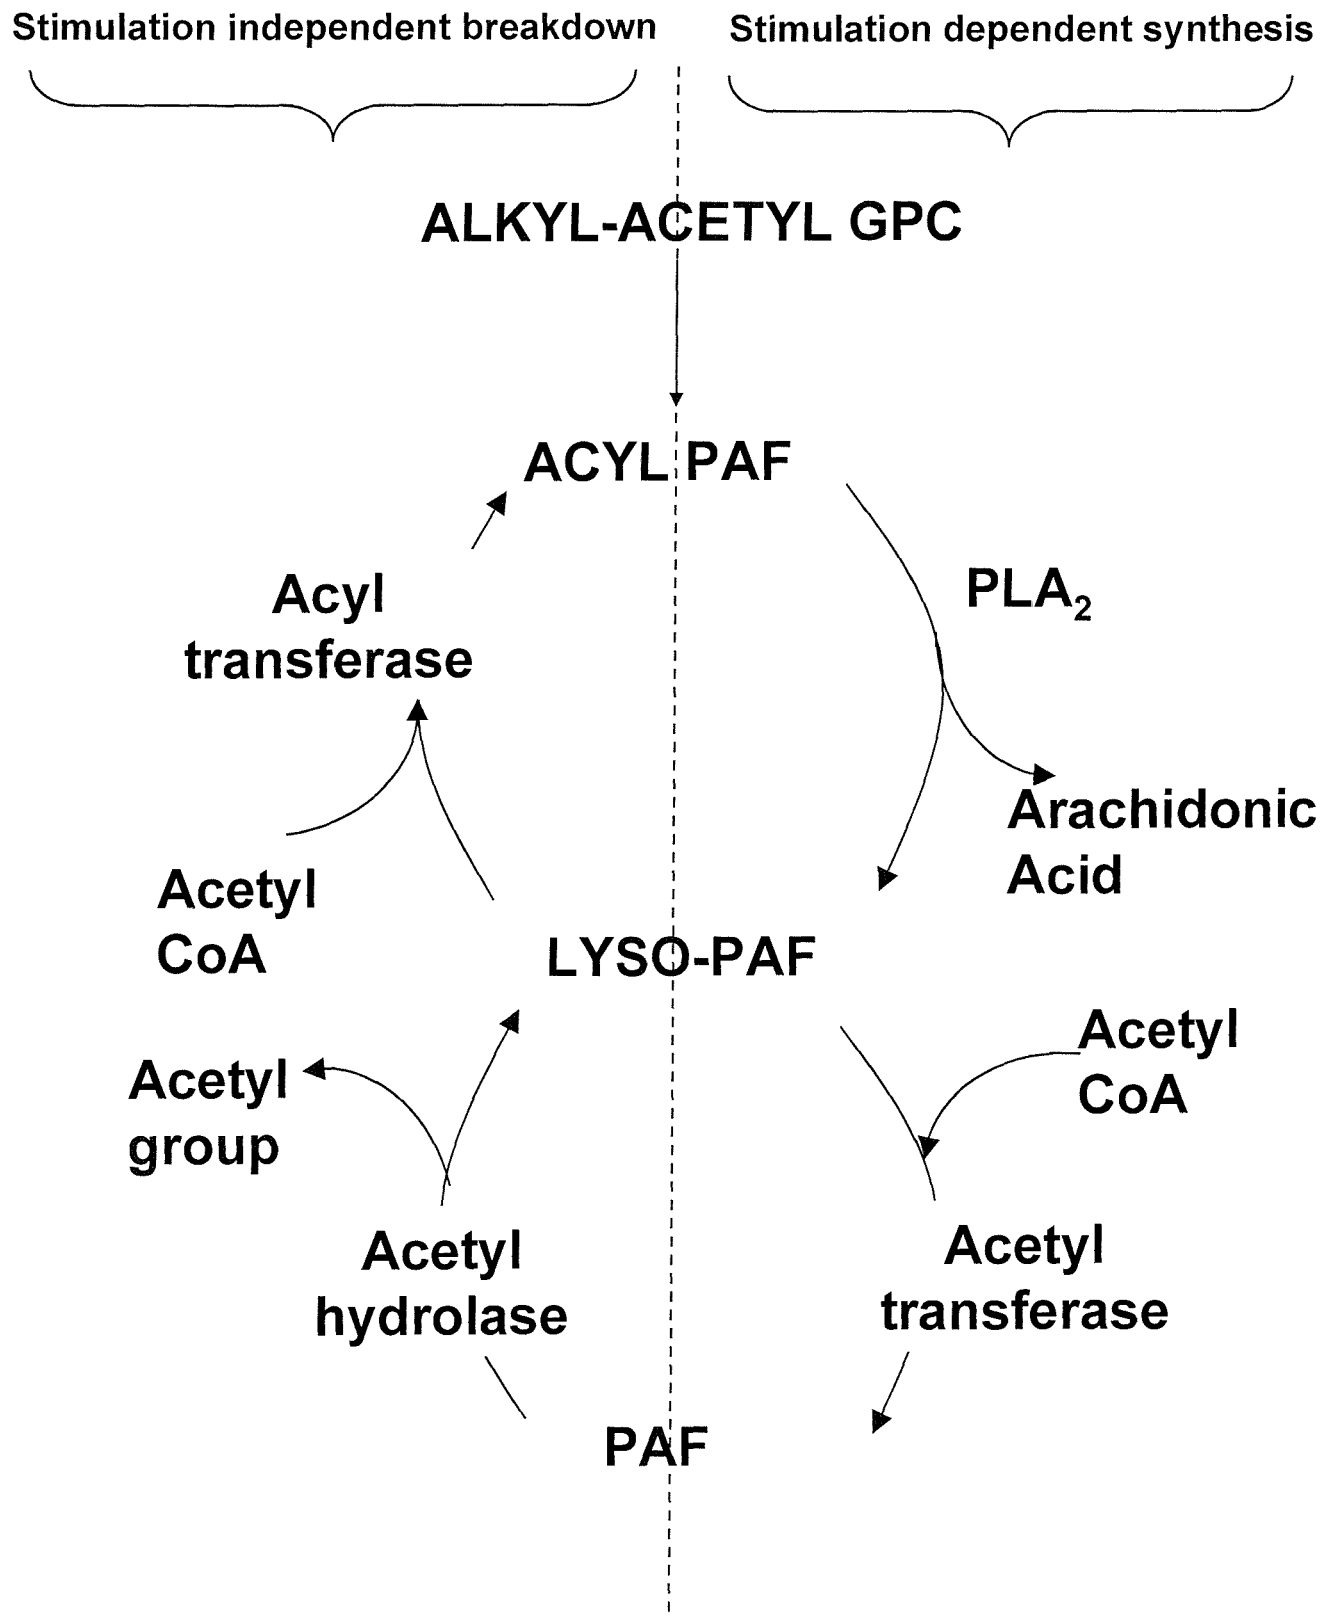 Stimulation independent breakdown
Stimulation dependent synthesis
ALKYL-ACETYL GPC
ACYL PAF
Acyl
transferase
PLA₂
Arachidonic
Acid
Acetyl
CoA
LYSO-PAF
Acetyl
CoA
Acetyl
group
Acetyl
hydrolase
Acetyl
transferase
PAF